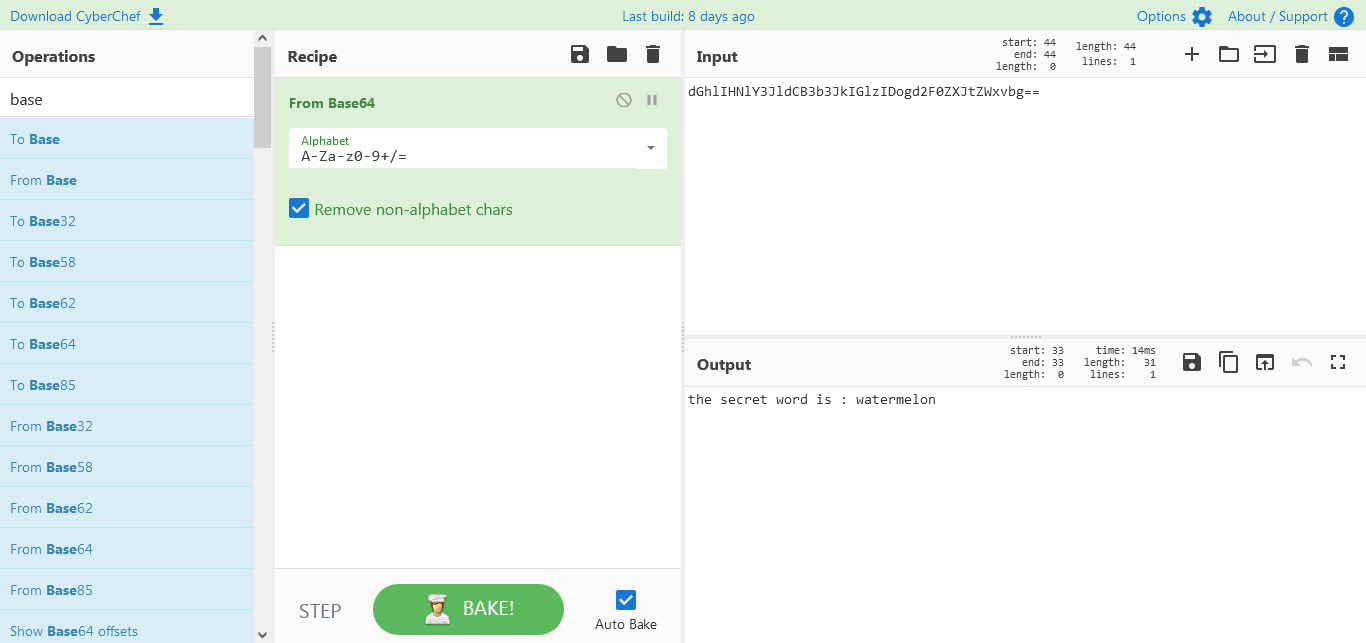 Download CyberChef
Last build: 8 days ago
Options
About / Support
?
Operations
base
To Base
From Base
To Base32
To Base58
To Base62
To Base64
To Base85
From Base32
From Base58
From Base62
From Base64
From Base85
Show Base64 offsets
Recipe
From Base64
Alphabet
A-Za-z0-9+/=
Remove non-alphabet chars
STEP
BAKE!
Auto Bake
Input
start: 44
end: 44
length: 0
length: 44
lines: 1
dGhlIHNlY3JldCB3b3JkIGlzIDogd2F0ZXJtZWxvbg==
Output
start: 33
end: 33
length: 0
time: 14ms
length: 31
lines: 1
the secret word is : watermelon